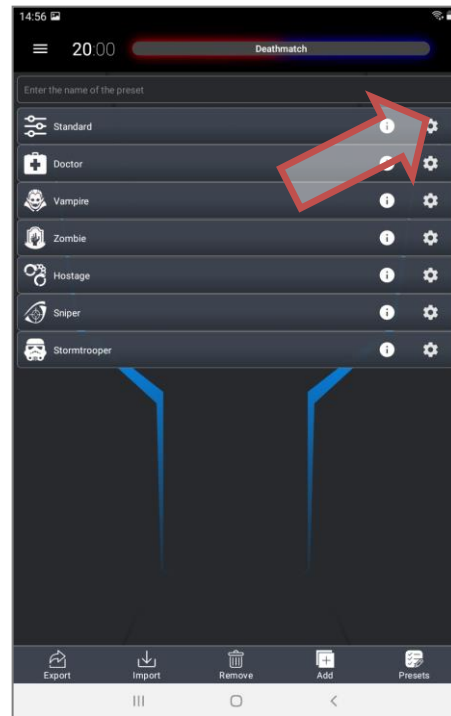 14:56
20:00 Deathmatch
Enter the name of the preset
Standard
Doctor
Vampire
Zombie
Hostage
Sniper
Stormtrooper
Export Import Remove Add Presets